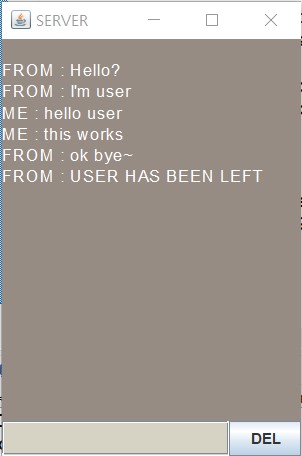 SERVER
FROM : Hello?
FROM : I'm user
ME : hello user
ME : this works
FROM : ok bye~
FROM : USER HAS BEEN LEFT
DEL